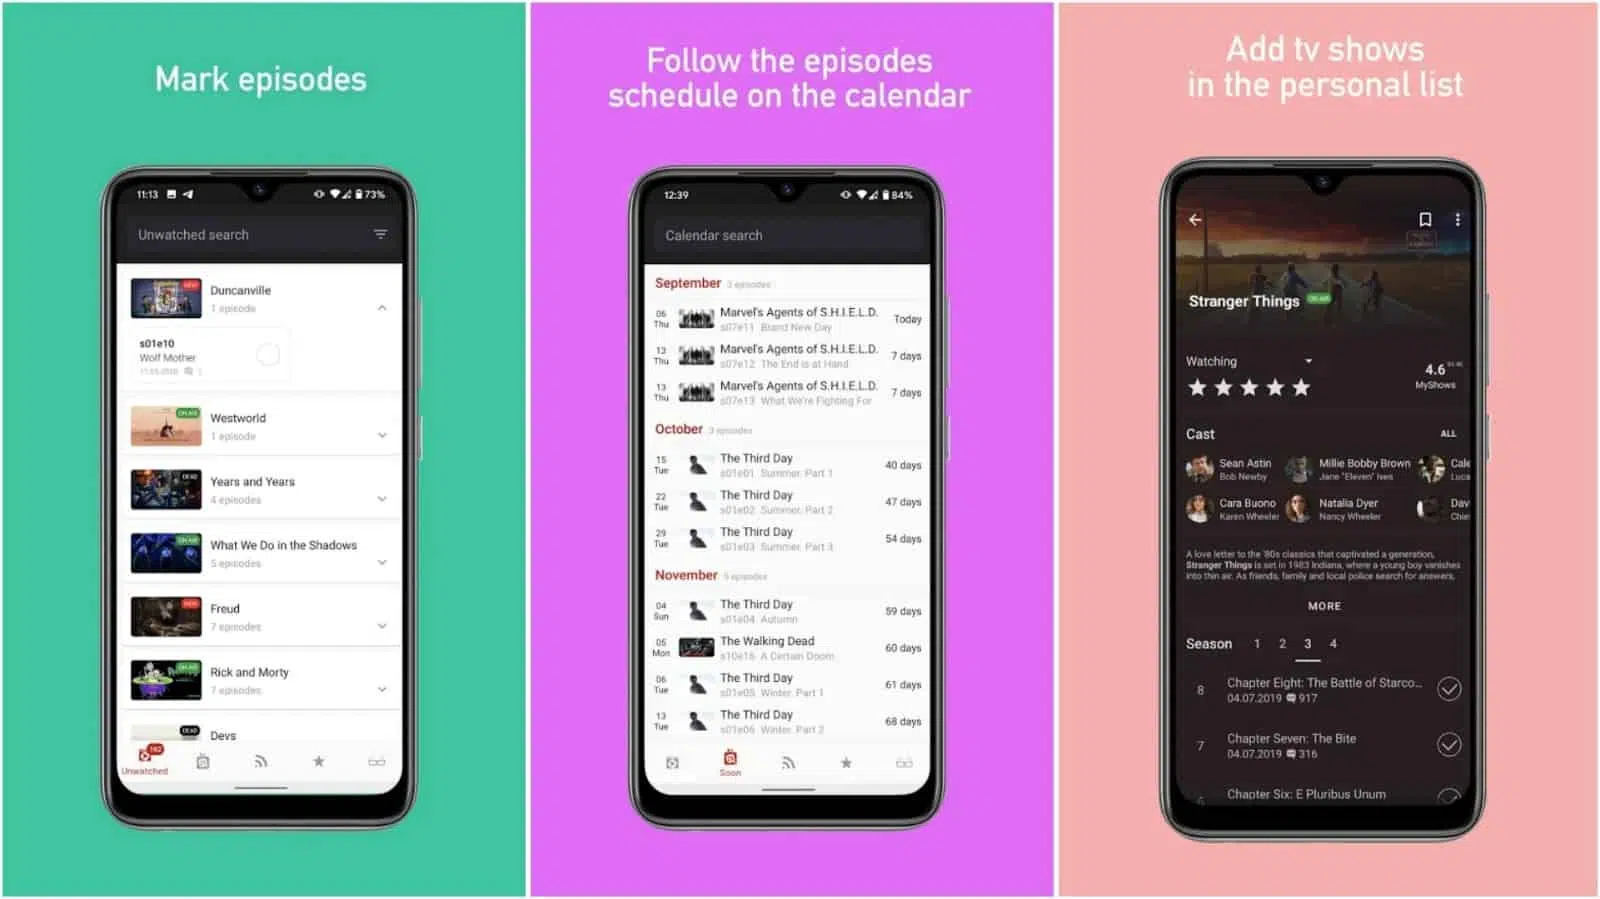 Mark episodes
11:13
73%
Unwatched search
NEW
Duncanville
1 episode
s01e10
Wolf Mother
ON AIR
Westworld
1 episode
DEAD
Years and Years
4 episodes
ON AIR
What We Do in the Shadows
5 episodes
NEW
Freud
7 episodes
ON AIR
Rick and Morty
7 episodes
DEAD
Devs
Unwatched
Follow the episodes
schedule on the calendar
12:39
84%
Calendar search
September 3 episodes
06 Marvel's Agents of S.H.I.E.L.D. Today
Thu s07e11 Brand New Day
13 Marvel's Agents of S.H.I.E.L.D. 7 days
Thu s07e12 The End is at Hand
13 Marvel's Agents of S.H.I.E.L.D. 7 days
Thu s07e13 What We're Fighting For
October 3 episodes
15 The Third Day 40 days
Tue s01e01 Summer. Part 1
22 The Third Day 47 days
Tue s01e02 Summer. Part 2
29 The Third Day 54 days
Tue s01e03 Summer. Part 3
November 5 episodes
04 The Third Day 59 days
Sun s01e04 Autumn
05 The Walking Dead 60 days
Mon s10e16 A Certain Doom
06 The Third Day 61 days
Tue s01e05 Winter. Part 1
13 The Third Day 68 days
Tue s01e06 Winter. Part 2
Soon
Add tv shows
in the personal list
Stranger Things ON AIR
Watching
4.6
MyShows
Cast ALL
Sean Astin Millie Bobby Brown Cale
Bob Newby Jane "Eleven" Ives Luca
Cara Buono Natalia Dyer Dav
Karen Wheeler Nancy Wheeler Chie
A love letter to the '80s classics that captivated a generation,
Stranger Things is set in 1983 Indiana, where a young boy vanishes
into thin air. As friends, family and local police search for answers,
MORE
Season 1 2 3 4
8 Chapter Eight: The Battle of Starco...
04.07.2019 917
7 Chapter Seven: The Bite
04.07.2019 316
Chapter Six: E Pluribus Unum